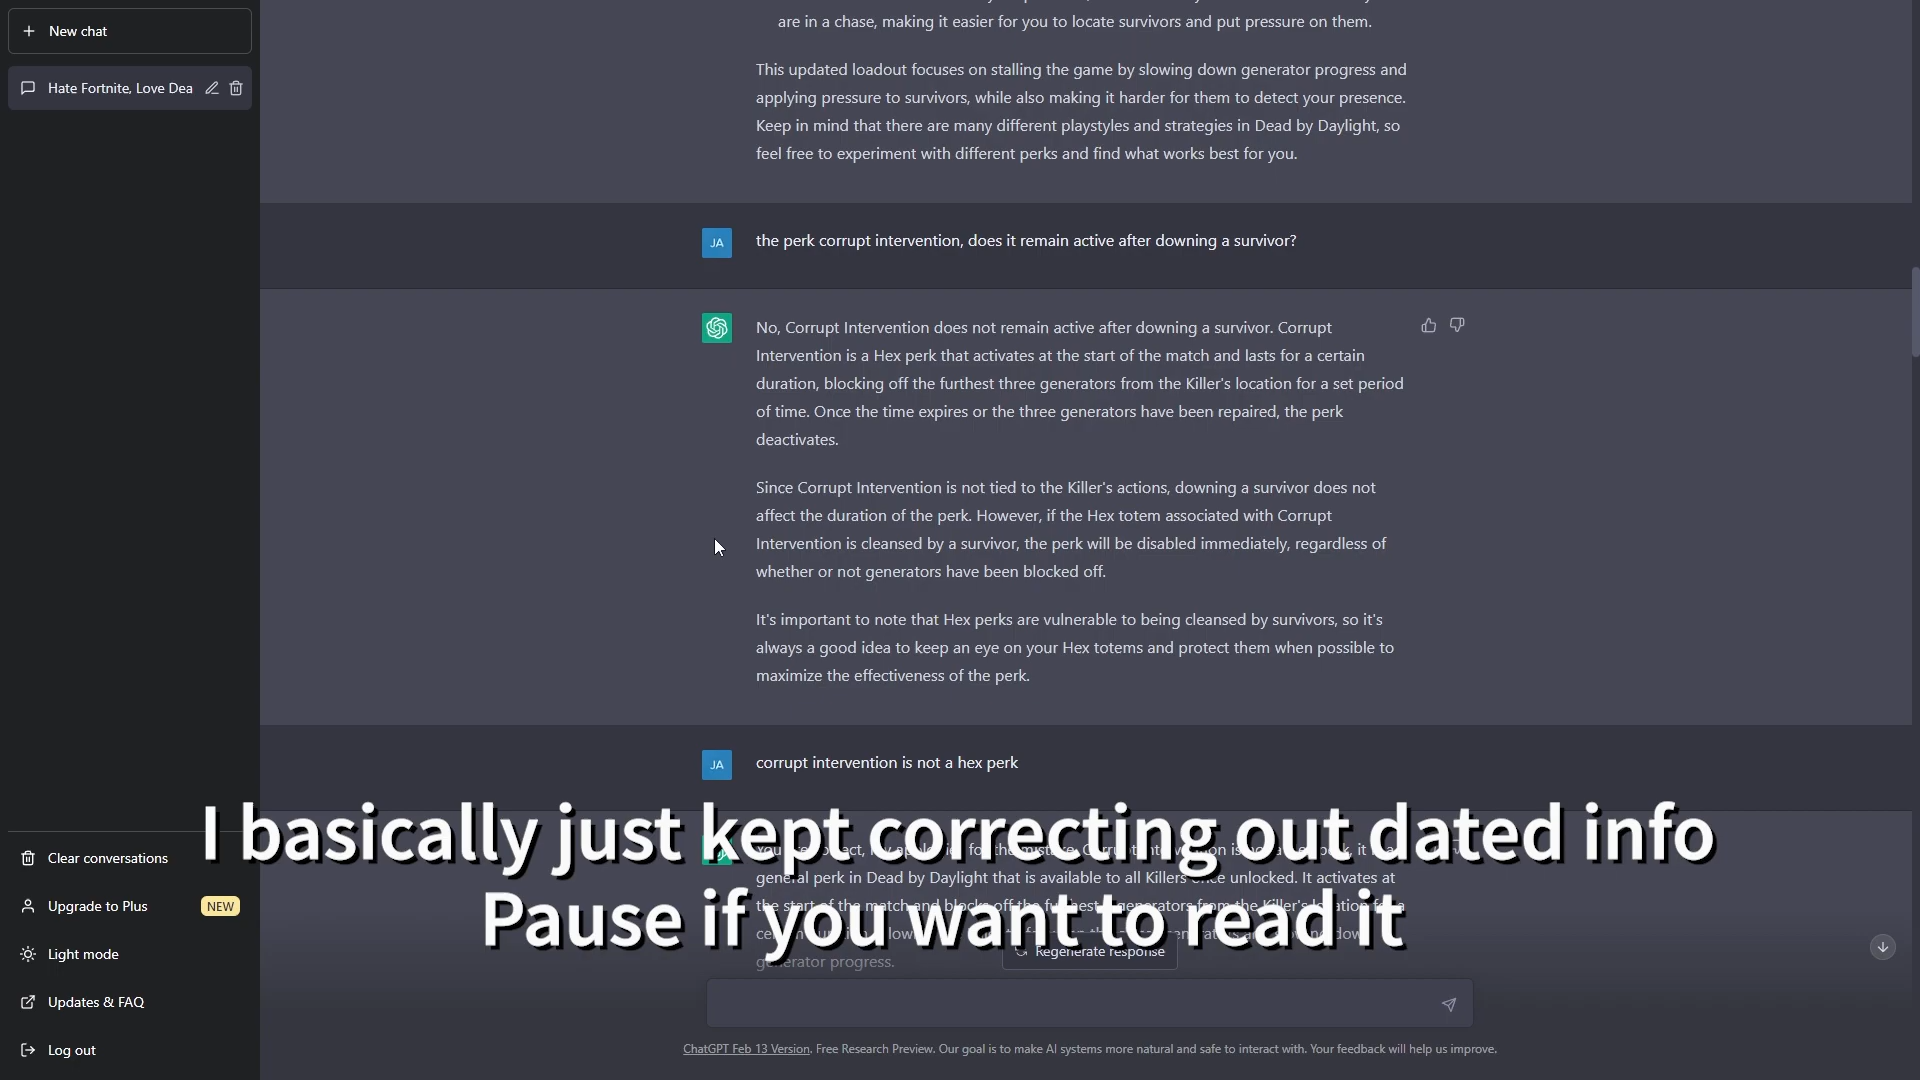 New chat
Hate Fortnite, Love Dea
are in a chase, making it easier for you to locate survivors and put pressure on them.
This updated loadout focuses on stalling the game by slowing down generator progress and
applying pressure to survivors, while also making it harder for them to detect your presence.
Keep in mind that there are many different playstyles and strategies in Dead by Daylight, so
feel free to experiment with different perks and find what works best for you.
JA
the perk corrupt intervention, does it remain active after downing a survivor?
No, Corrupt Intervention does not remain active after downing a survivor. Corrupt
Intervention is a Hex perk that activates at the start of the match and lasts for a certain
duration, blocking off the furthest three generators from the Killer's location for a set period
of time. Once the time expires or the three generators have been repaired, the perk
deactivates.
Since Corrupt Intervention is not tied to the Killer's actions, downing a survivor does not
affect the duration of the perk. However, if the Hex totem associated with Corrupt
Intervention is cleansed by a survivor, the perk will be disabled immediately, regardless of
whether or not generators have been blocked off.
It's important to note that Hex perks are vulnerable to being cleansed by survivors, so it's
always a good idea to keep an eye on your Hex totems and protect them when possible to
maximize the effectiveness of the perk.
JA
corrupt intervention is not a hex perk
I basically just kept correcting out dated info
Pause if you want to read it
general perk in Dead by Daylight that is available to all Killers once unlocked. It activates at
generator progress.
Regenerate response
Clear conversations
Upgrade to Plus
NEW
Light mode
Updates & FAQ
Log out
ChatGPT Feb 13 Version. Free Research Preview. Our goal is to make AI systems more natural and safe to interact with. Your feedback will help us improve.